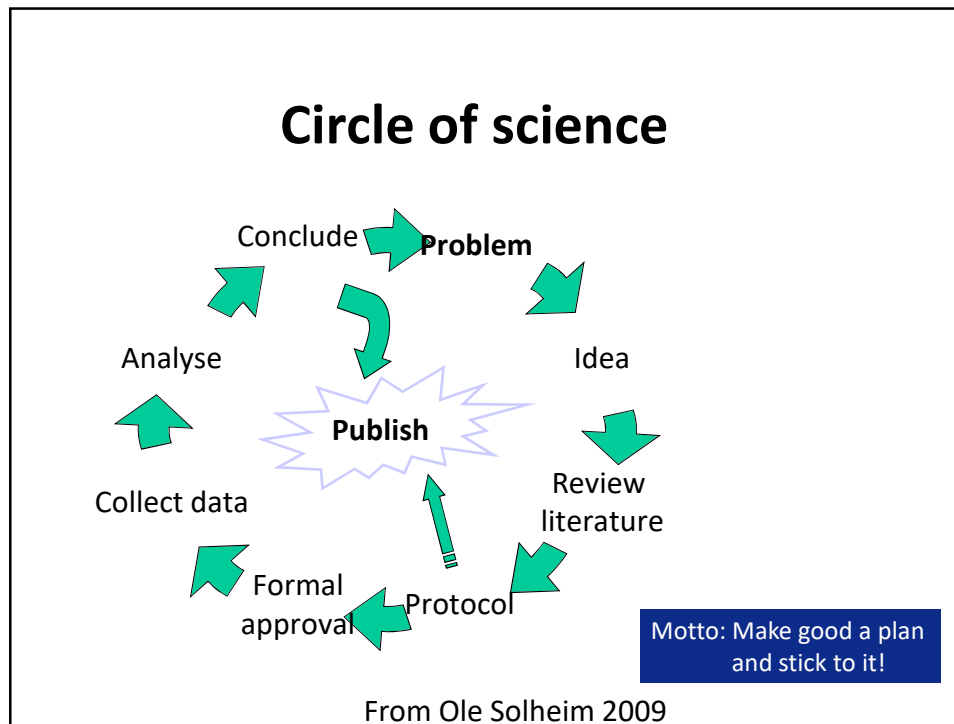 Circle of science
Conclude
Problem
Idea
Review
literature
Protocol
Formal
approval
Collect data
Analyse
Publish
Motto: Make good a plan
and stick to it!
From Ole Solheim 2009